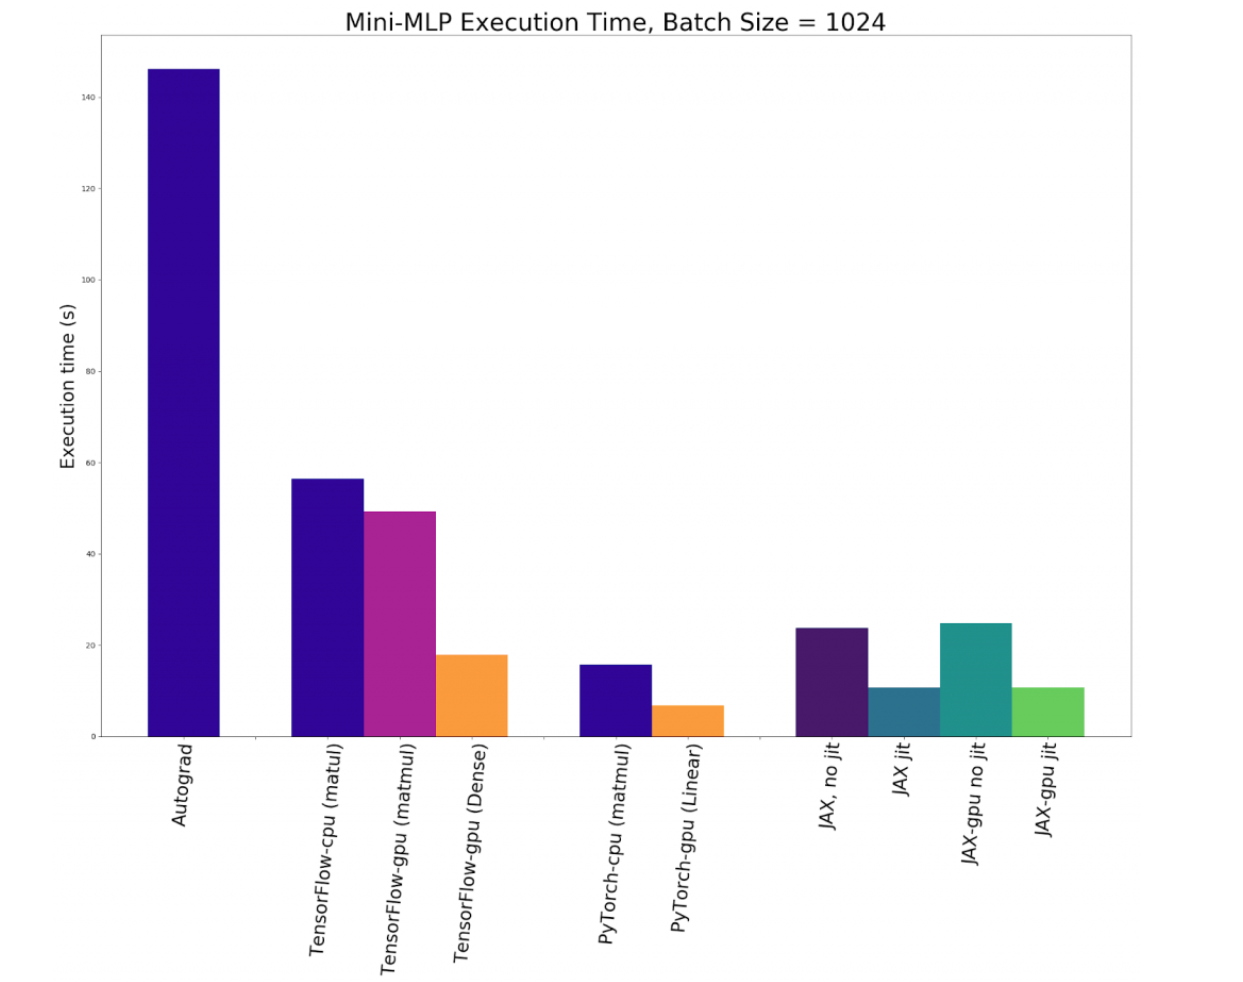 Mini-MLP Execution Time, Batch Size = 1024
Execution time (s)
140
120
100
80
60
40
20
0
Autograd
TensorFlow-cpu (matul)
TensorFlow-gpu (matmul)
TensorFlow-gpu (Dense)
PyTorch-cpu (matmul)
PyTorch-gpu (Linear)
JAX, no jit
JAX jit
JAX-gpu no jit
JAX-gpu jit